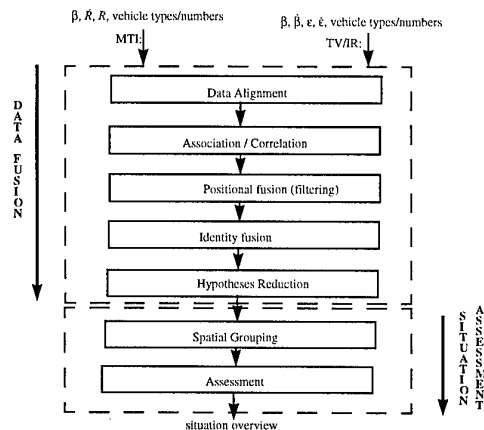 β, Ṙ, R, vehicle types/numbers
β, β̇, ε, ε̇, vehicle types/numbers
MTI:
TV/IR:
DATA FUSION
Data Alignment
Association / Correlation
Positional fusion (filtering)
Identity fusion
Hypotheses Reduction
Spatial Grouping
Assessment
SITUATION
ASSESSMENT
situation overview